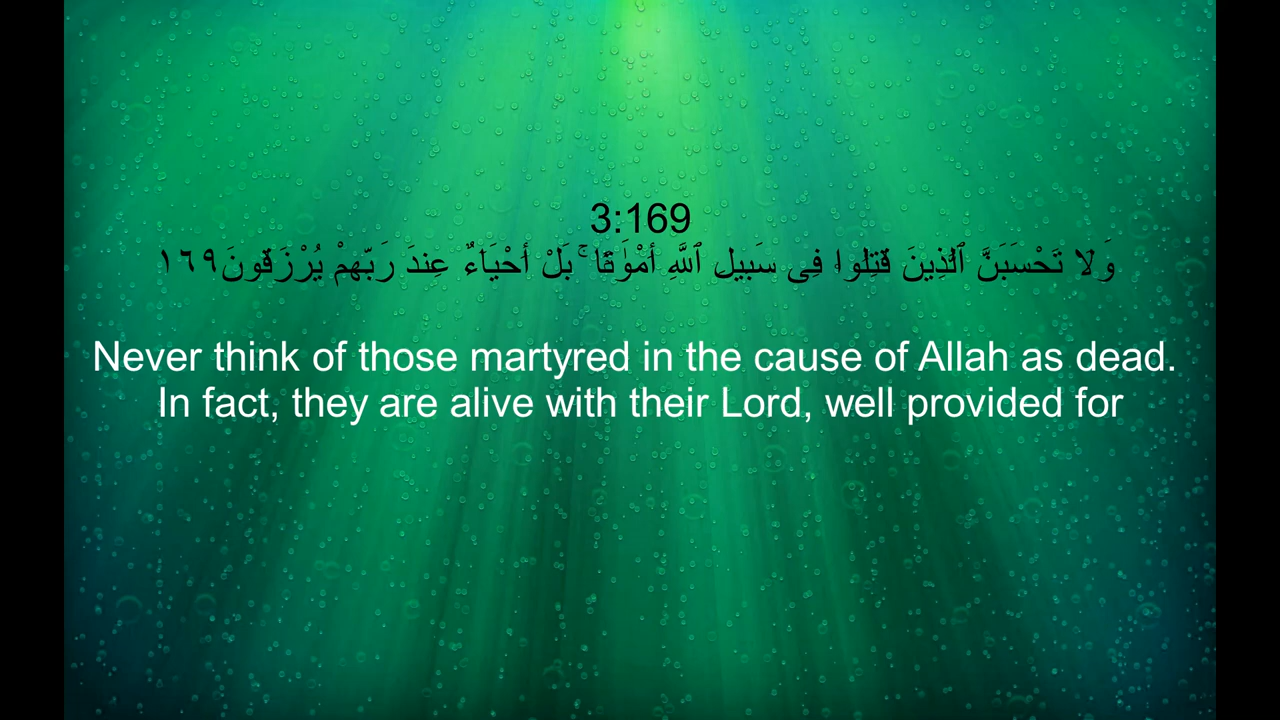 3:169
وَلَا تَحْسَبَنَّ ٱلَّذِينَ قُتِلُوا۟ فِى سَبِيلِ ٱللَّهِ أَمْوَٰتًۢا ۚ بَلْ أَحْيَآءٌ عِندَ رَبِّهِمْ يُرْزَقُونَ١٦٩
Never think of those martyred in the cause of Allah as dead.
In fact, they are alive with their Lord, well provided for